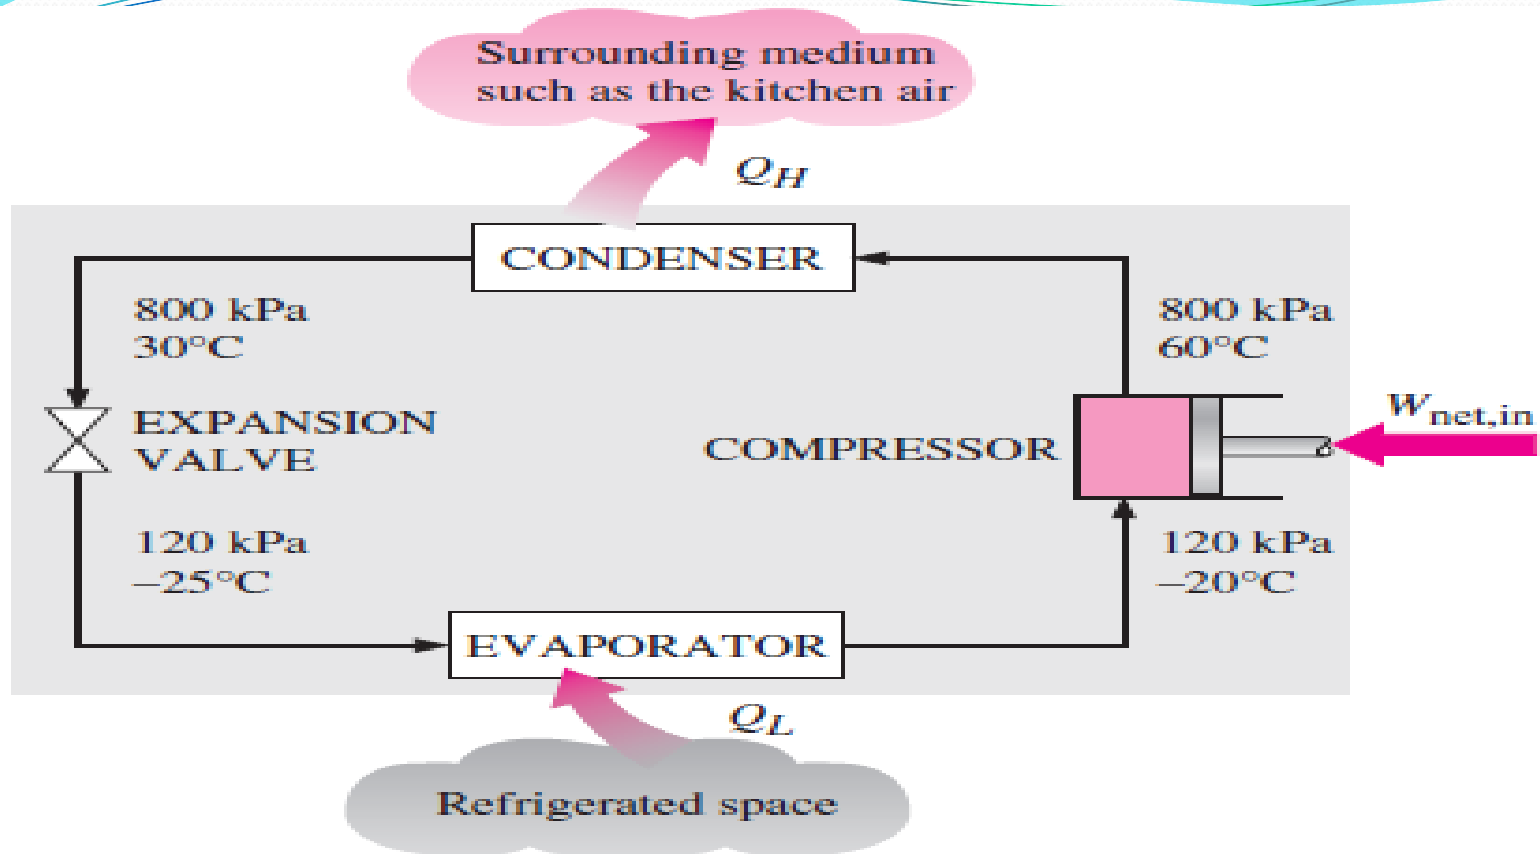 Surrounding medium
such as the kitchen air
QH
CONDENSER
800 kPa
30°C
800 kPa
60°C
EXPANSION
VALVE
COMPRESSOR
Wnet,in
120 kPa
–25°C
120 kPa
–20°C
EVAPORATOR
QL
Refrigerated space